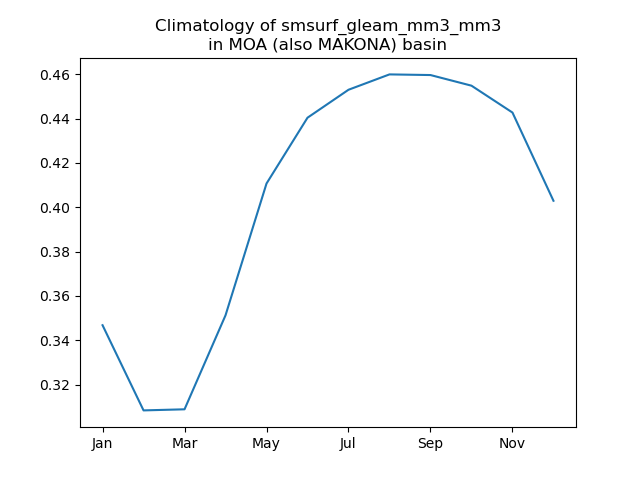 Climatology of smsurf_gleam_mm3_mm3
in MOA (also MAKONA) basin
0.46
0.44
0.42
0.40
0.38
0.36
0.34
0.32
Jan Mar May Jul Sep Nov